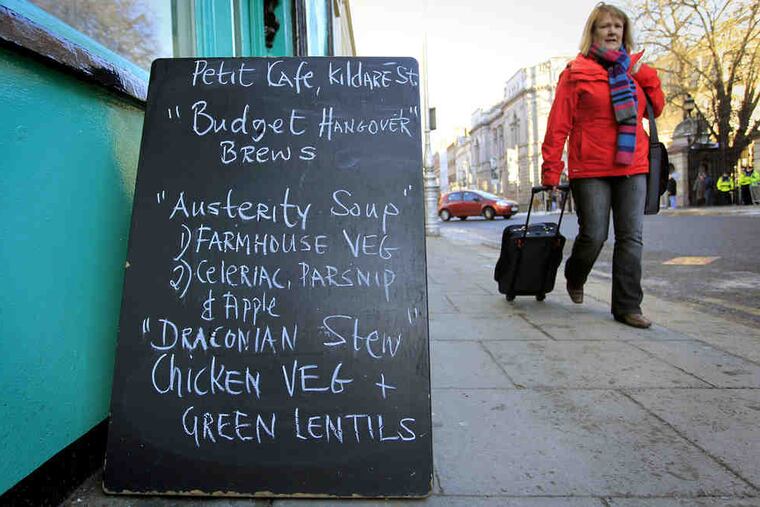 Petit Cafe, Kildare St
"Budget Hangover"
Brews
"Austerity Soup"
1) Farmhouse Veg
2) Celeriac, Parsnip
& Apple
"Draconian Stew"
Chicken Veg +
Green Lentils